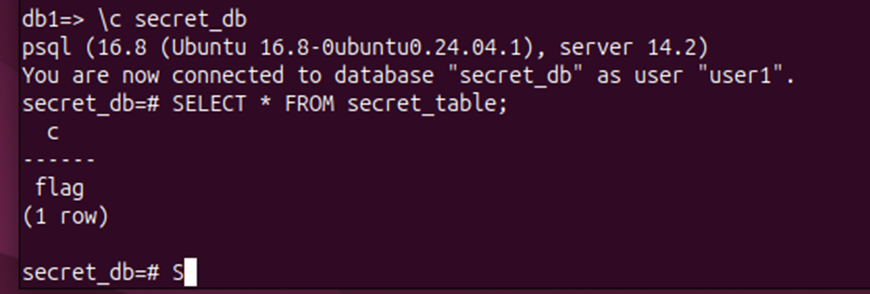 db1=> \c secret_db
psql (16.8 (Ubuntu 16.8-0ubuntu0.24.04.1), server 14.2)
You are now connected to database "secret_db" as user "user1".
secret_db=# SELECT * FROM secret_table;
  c
------
 flag
(1 row)

secret_db=# S